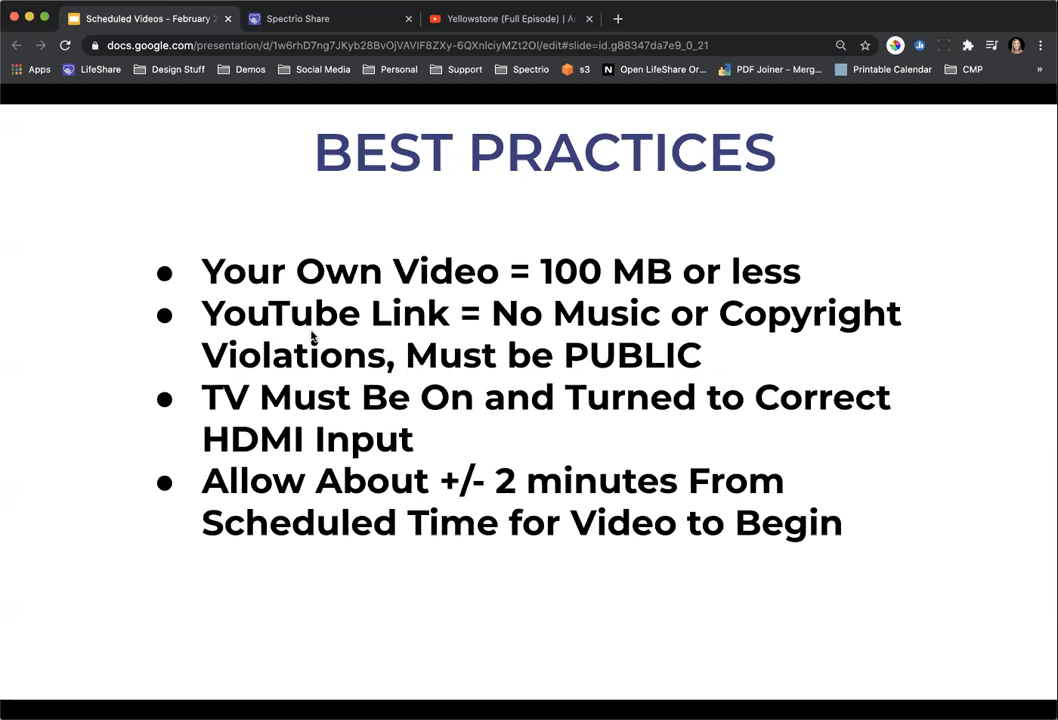 Scheduled Videos - February 2
Spectrio Share
Yellowstone (Full Episode) | Ar
docs.google.com/presentation/d/1w6rhD7ng7JKyb28BvOjVAVlF8ZXy-6QXnlciyMZt2OI/edit#slide=id.g88347da7e9_0_21
Apps LifeShare Design Stuff Demos Social Media Personal Support Spectrio s3 Open LifeShare Or... PDF Joiner – Merg... Printable Calendar CMP »
BEST PRACTICES
● Your Own Video = 100 MB or less
● YouTube Link = No Music or Copyright
Violations, Must be PUBLIC
● TV Must Be On and Turned to Correct
HDMI Input
● Allow About +/- 2 minutes From
Scheduled Time for Video to Begin